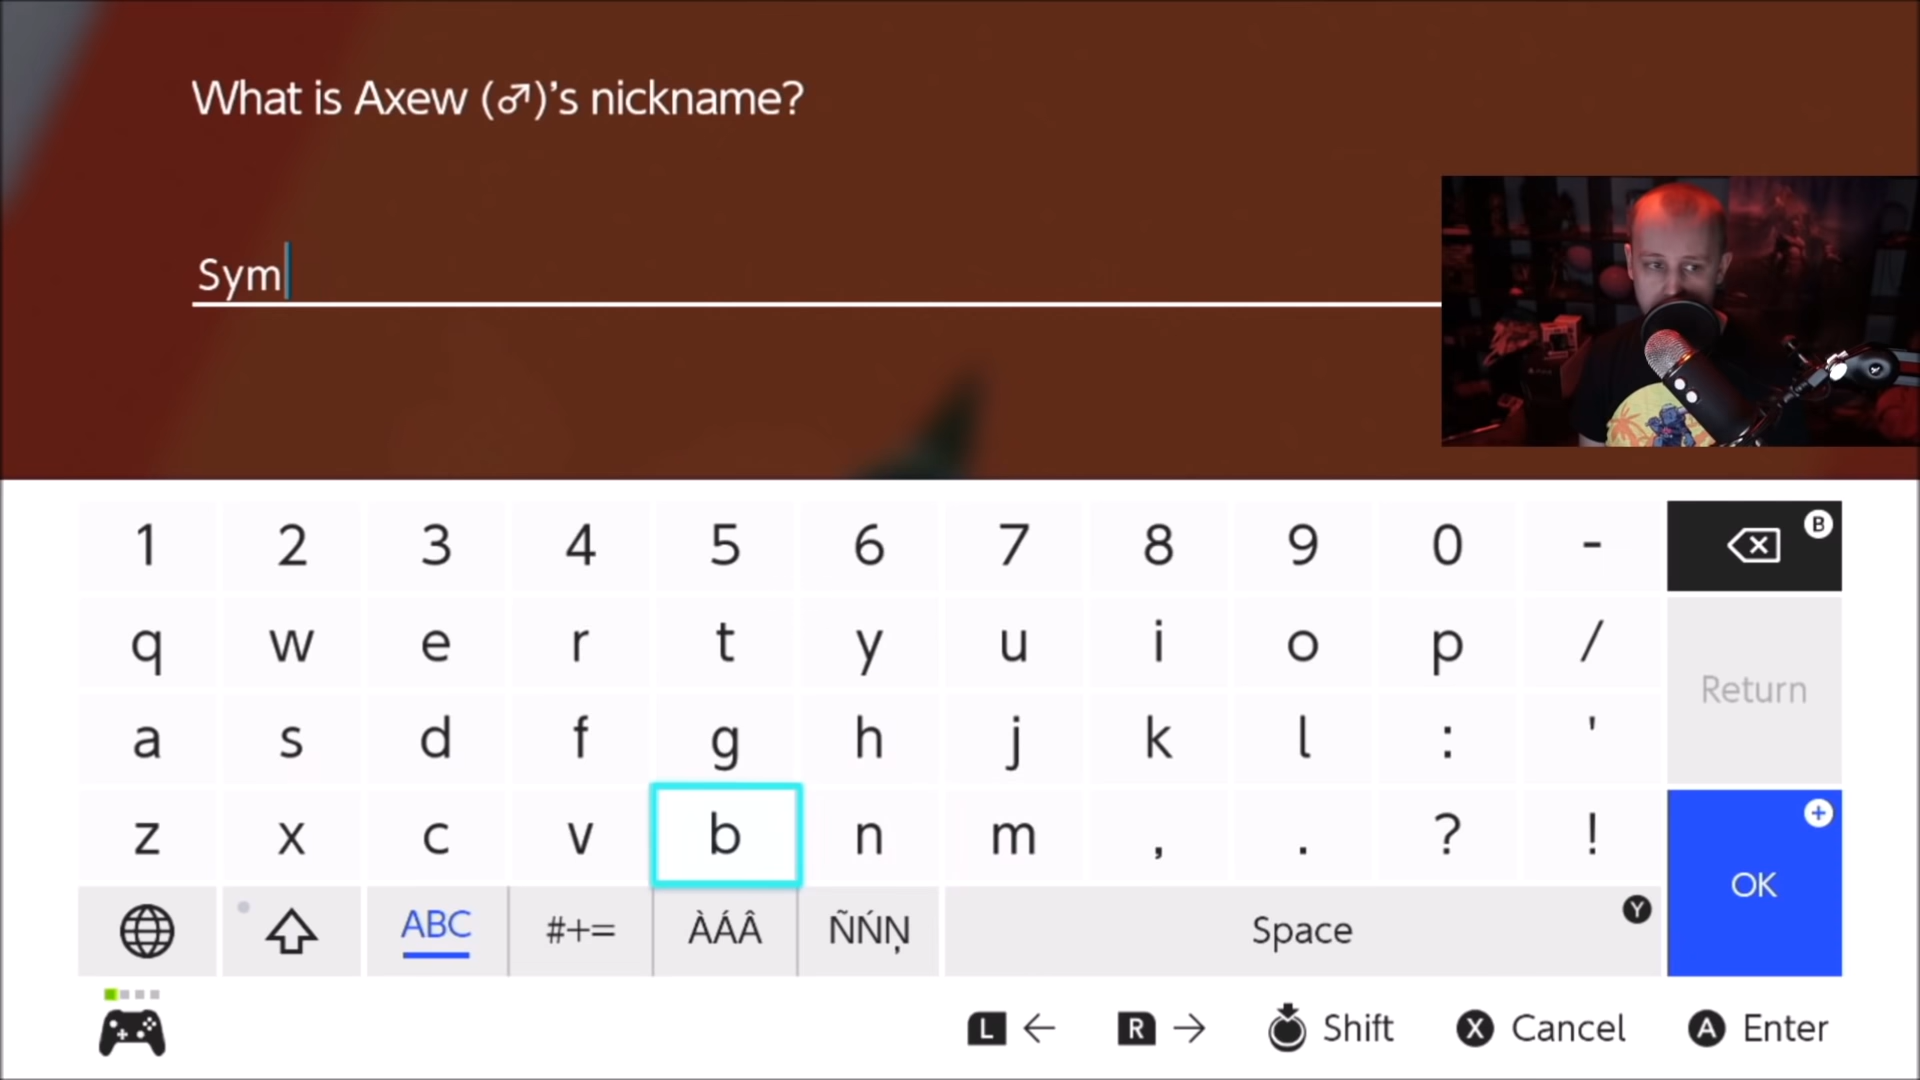 What is Axew (♂)'s nickname?
Sym
1 2 3 4 5 6 7 8 9 0 -
B
q w e r t y u i o p /
Return
a s d f g h j k l : '
z x c v b n m , . ? !
+
OK
ABC #+= ÀÁÂ ÑŃŅ Space Y
L ← R → Shift X Cancel A Enter